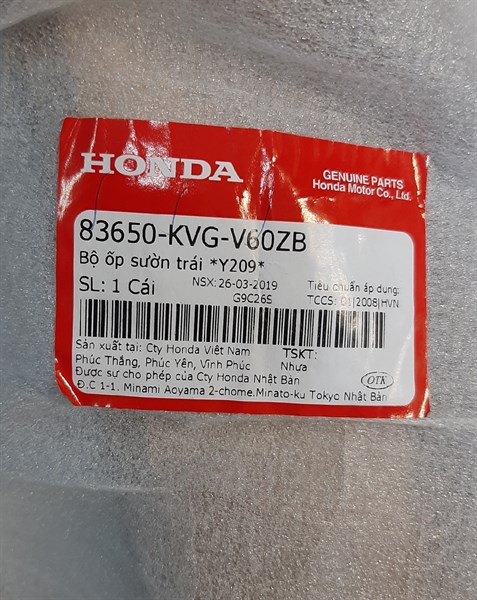 HONDA
GENUINE PARTS
Honda Motor Co., Ltd.
83650-KVG-V60ZB
Bộ ốp sườn trái *Y209*
SL: 1 Cái
NSX: 26-03-2019
G9C26S
Tiêu chuẩn áp dụng:
TCCS: 01|2008|HVN
Sản xuất tại: Cty Honda Việt Nam
Phúc Thắng, Phúc Yên, Vĩnh Phúc
TSKT:
Nhựa
Được sự cho phép của Cty Honda Nhật Bản
Đ.C 1-1. Minami Aoyama 2-chome.Minato-ku Tokyo Nhật Bản
OTK